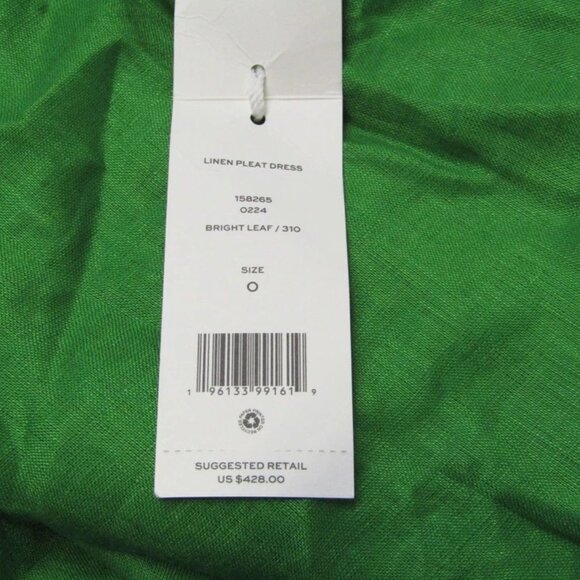 LINEN PLEAT DRESS
158265
0224
BRIGHT LEAF / 310
SIZE
0
1 96133 99161 9
SUGGESTED RETAIL
US $428.00